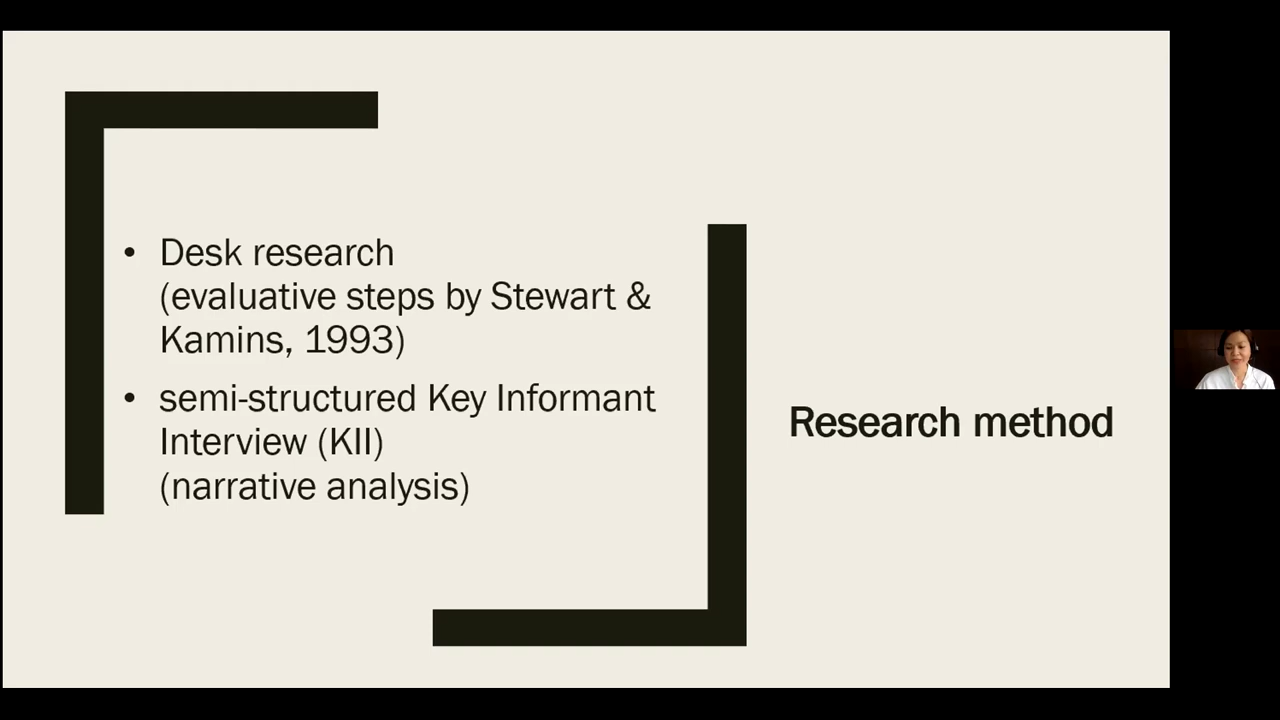 • Desk research
(evaluative steps by Stewart &
Kamins, 1993)
• semi-structured Key Informant
Interview (KII)
(narrative analysis)
Research method